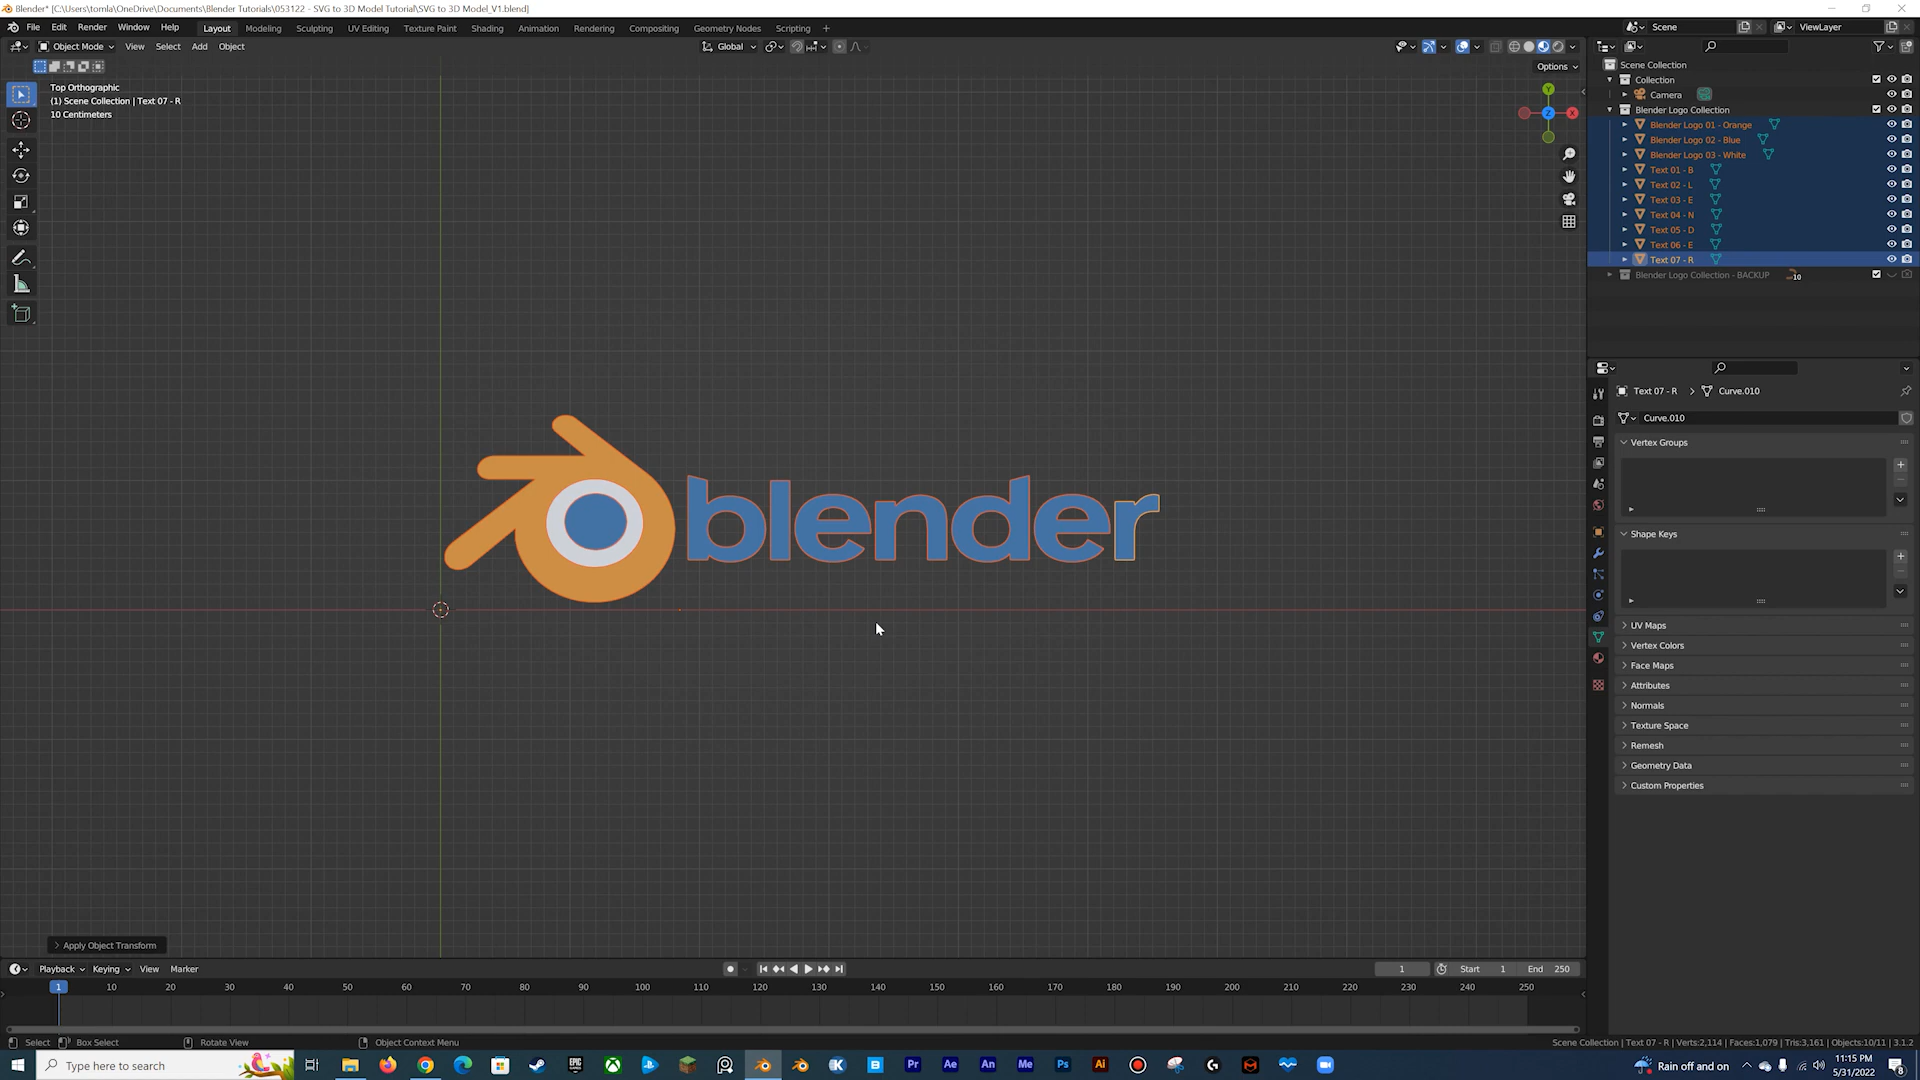 Blender* [C:\Users\tomla\OneDrive\Documents\Blender Tutorials\053122 - SVG to 3D Model Tutorial\SVG to 3D Model_V1.blend]
File Edit Render Window Help Layout Modeling Sculpting UV Editing Texture Paint Shading Animation Rendering Compositing Geometry Nodes Scripting + Scene ViewLayer
Object Mode View Select Add Object Global
Options
Top Orthographic
(1) Scene Collection | Text 07 - R
10 Centimeters
Y
X
Z
blender
Apply Object Transform
Scene Collection
Collection
Camera
Blender Logo Collection
Blender Logo 01 - Orange
Blender Logo 02 - Blue
Blender Logo 03 - White
Text 01 - B
Text 02 - L
Text 03 - E
Text 04 - N
Text 05 - D
Text 06 - E
Text 07 - R
Blender Logo Collection - BACKUP 10
Text 07 - R > Curve.010
Curve.010
Vertex Groups
Shape Keys
UV Maps
Vertex Colors
Face Maps
Attributes
Normals
Texture Space
Remesh
Geometry Data
Custom Properties
Playback Keying View Marker 1 Start 1 End 250
1 10 20 30 40 50 60 70 80 90 100 110 120 130 140 150 160 170 180 190 200 210 220 230 240 250
Select Box Select Rotate View Object Context Menu Scene Collection | Text 07 - R | Verts:2,114 | Faces:1,079 | Tris:3,161 | Objects:10/11 | 3.1.2
Type here to search EPIC K B Pr Ae An Me Ps Ai G Rain off and on 11:15 PM
5/31/2022 8